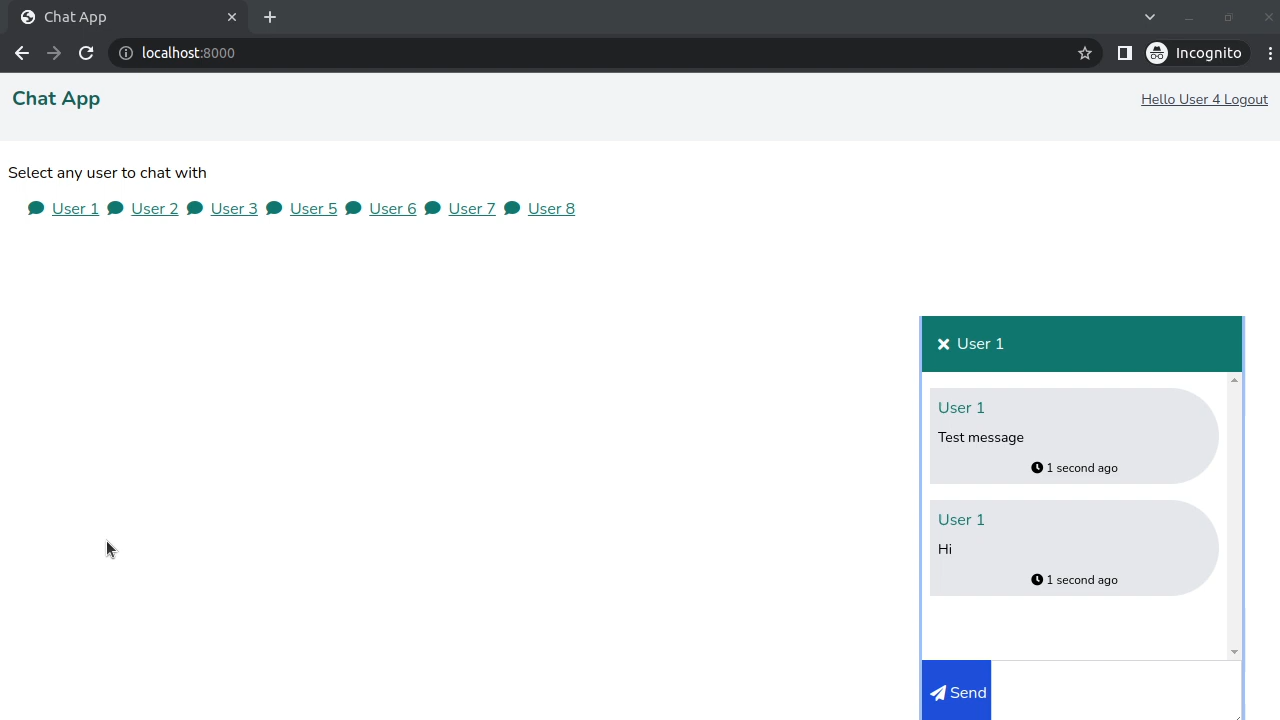 Chat App
localhost:8000
Incognito
Chat App
Hello User 4 Logout
Select any user to chat with
User 1 User 2 User 3 User 5 User 6 User 7 User 8
User 1
User 1
Test message
1 second ago
User 1
Hi
1 second ago
Send